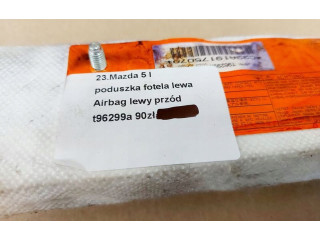 23.Mazda 5 l
poduszka fotela lewa
Airbag lewy przód
t96299a 90zł